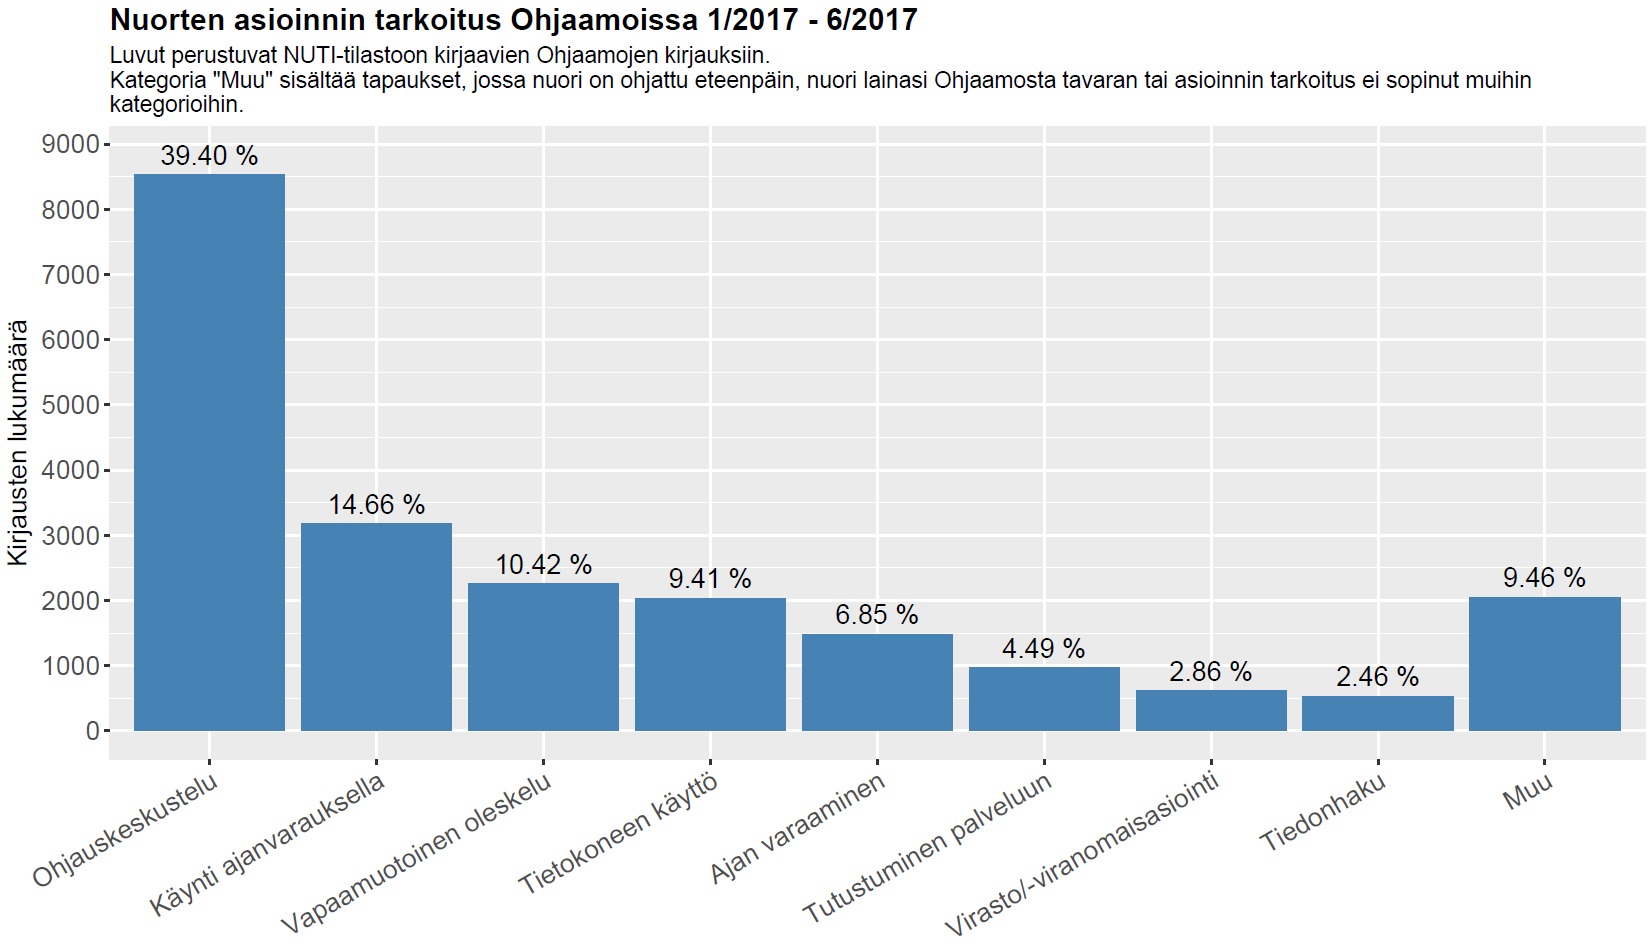 Nuorten asioinnin tarkoitus Ohjaamoissa 1/2017 - 6/2017
Luvut perustuvat NUTI-tilastoon kirjaavien Ohjaamojen kirjauksiin.
Kategoria "Muu" sisältää tapaukset, jossa nuori on ohjattu eteenpäin, nuori lainasi Ohjaamosta tavaran tai asioinnin tarkoitus ei sopinut muihin
kategorioihin.
Kirjausten lukumäärä
9000
8000
7000
6000
5000
4000
3000
2000
1000
0
39.40 %
14.66 %
10.42 %
9.41 %
6.85 %
4.49 %
2.86 %
2.46 %
9.46 %
Ohjauskeskustelu
Käynti ajanvarauksella
Vapaamuotoinen oleskelu
Tietokoneen käyttö
Ajan varaaminen
Tutustuminen palveluun
Virasto/-viranomaisasiointi
Tiedonhaku
Muu